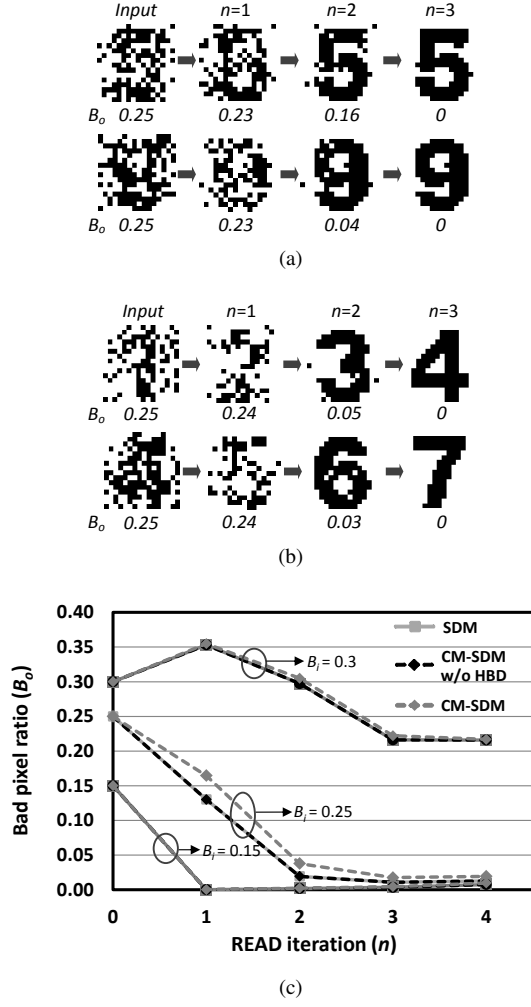 Input n=1 n=2 n=3
Bo 0.25 0.23 0.16 0
Bo 0.25 0.23 0.04 0
(a)
Input n=1 n=2 n=3
Bo 0.25 0.24 0.05 0
Bo 0.25 0.24 0.03 0
(b)
0.40
0.35
0.30
0.25
0.20
0.15
0.10
0.05
0.00
Bad pixel ratio (Bo)
SDM
CM-SDM
w/o HBD
CM-SDM
Bi = 0.3
Bi = 0.25
Bi = 0.15
0 1 2 3 4
READ iteration (n)
(c)